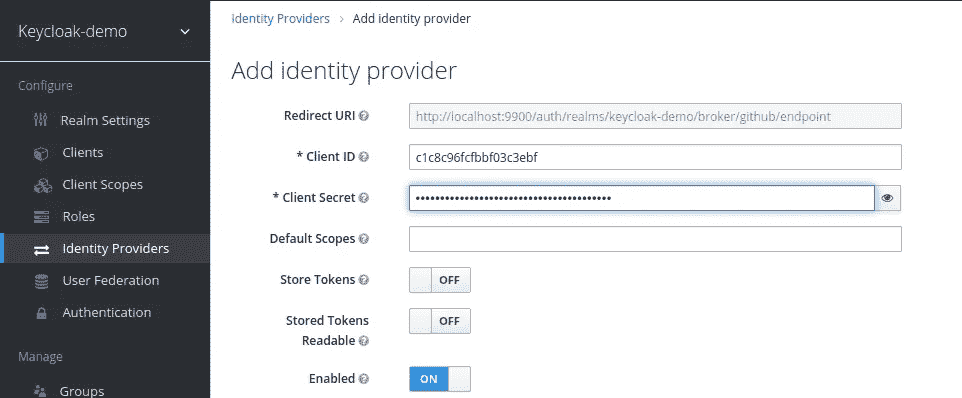 Keycloak-demo
Configure
Realm Settings
Clients
Client Scopes
Roles
Identity Providers
User Federation
Authentication
Manage
Groups
Identity Providers > Add identity provider
Add identity provider
Redirect URI http://localhost:9900/auth/realms/keycloak-demo/broker/github/endpoint
* Client ID c1c8c96fcfbbf03c3ebf
* Client Secret ••••••••••••••••••••••••••••••••••••••••
Default Scopes
Store Tokens OFF
Stored Tokens OFF
Readable
Enabled ON